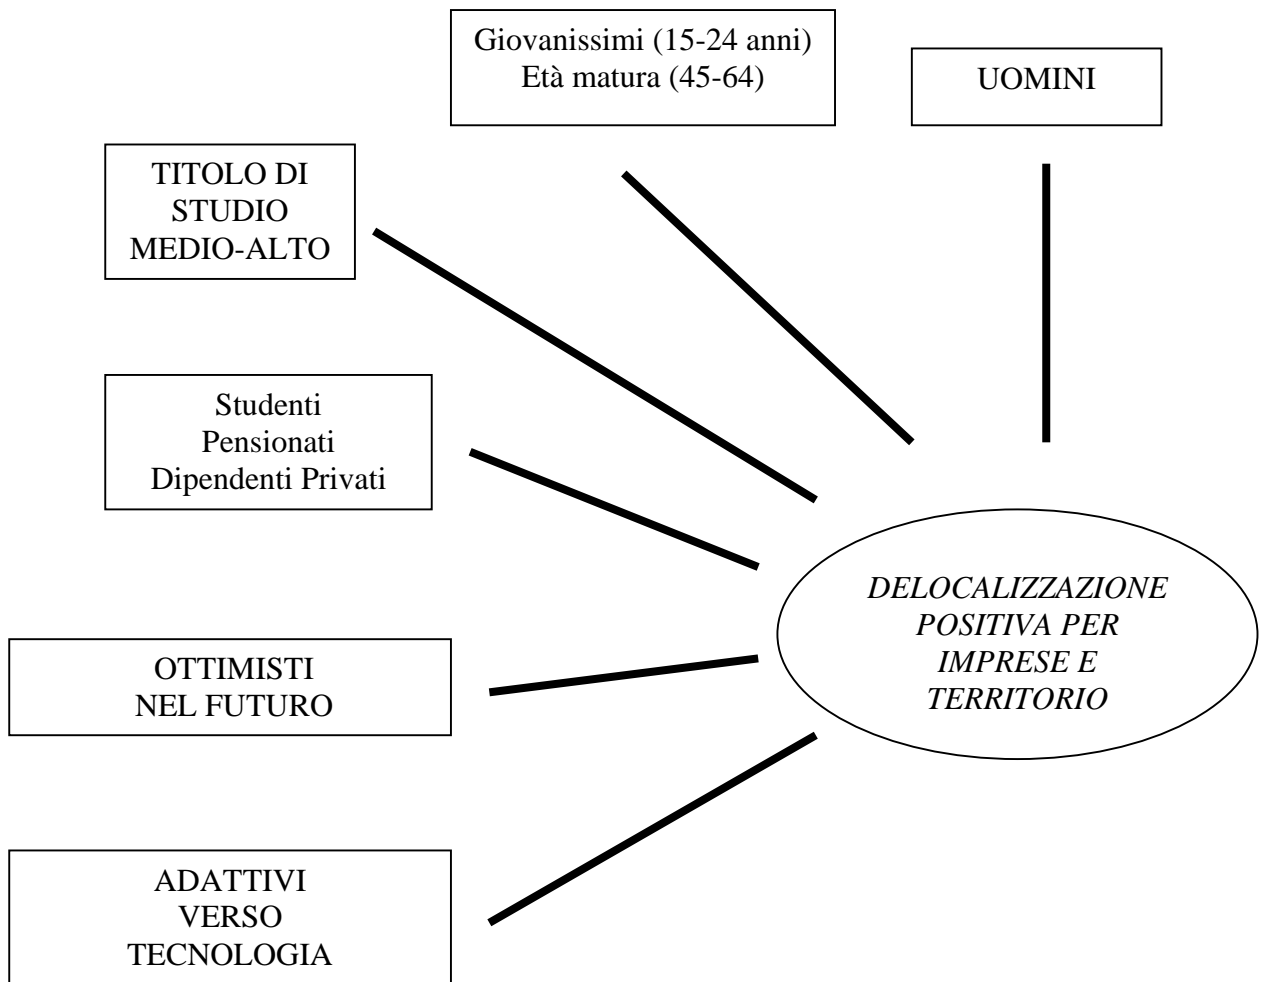 Giovanissimi (15-24 anni)
Età matura (45-64)
UOMINI
TITOLO DI
STUDIO
MEDIO-ALTO
Studenti
Pensionati
Dipendenti Privati
DELOCALIZZAZIONE
POSITIVA PER
IMPRESE E
TERRITORIO
OTTIMISTI
NEL FUTURO
ADATTIVI
VERSO
TECNOLOGIA